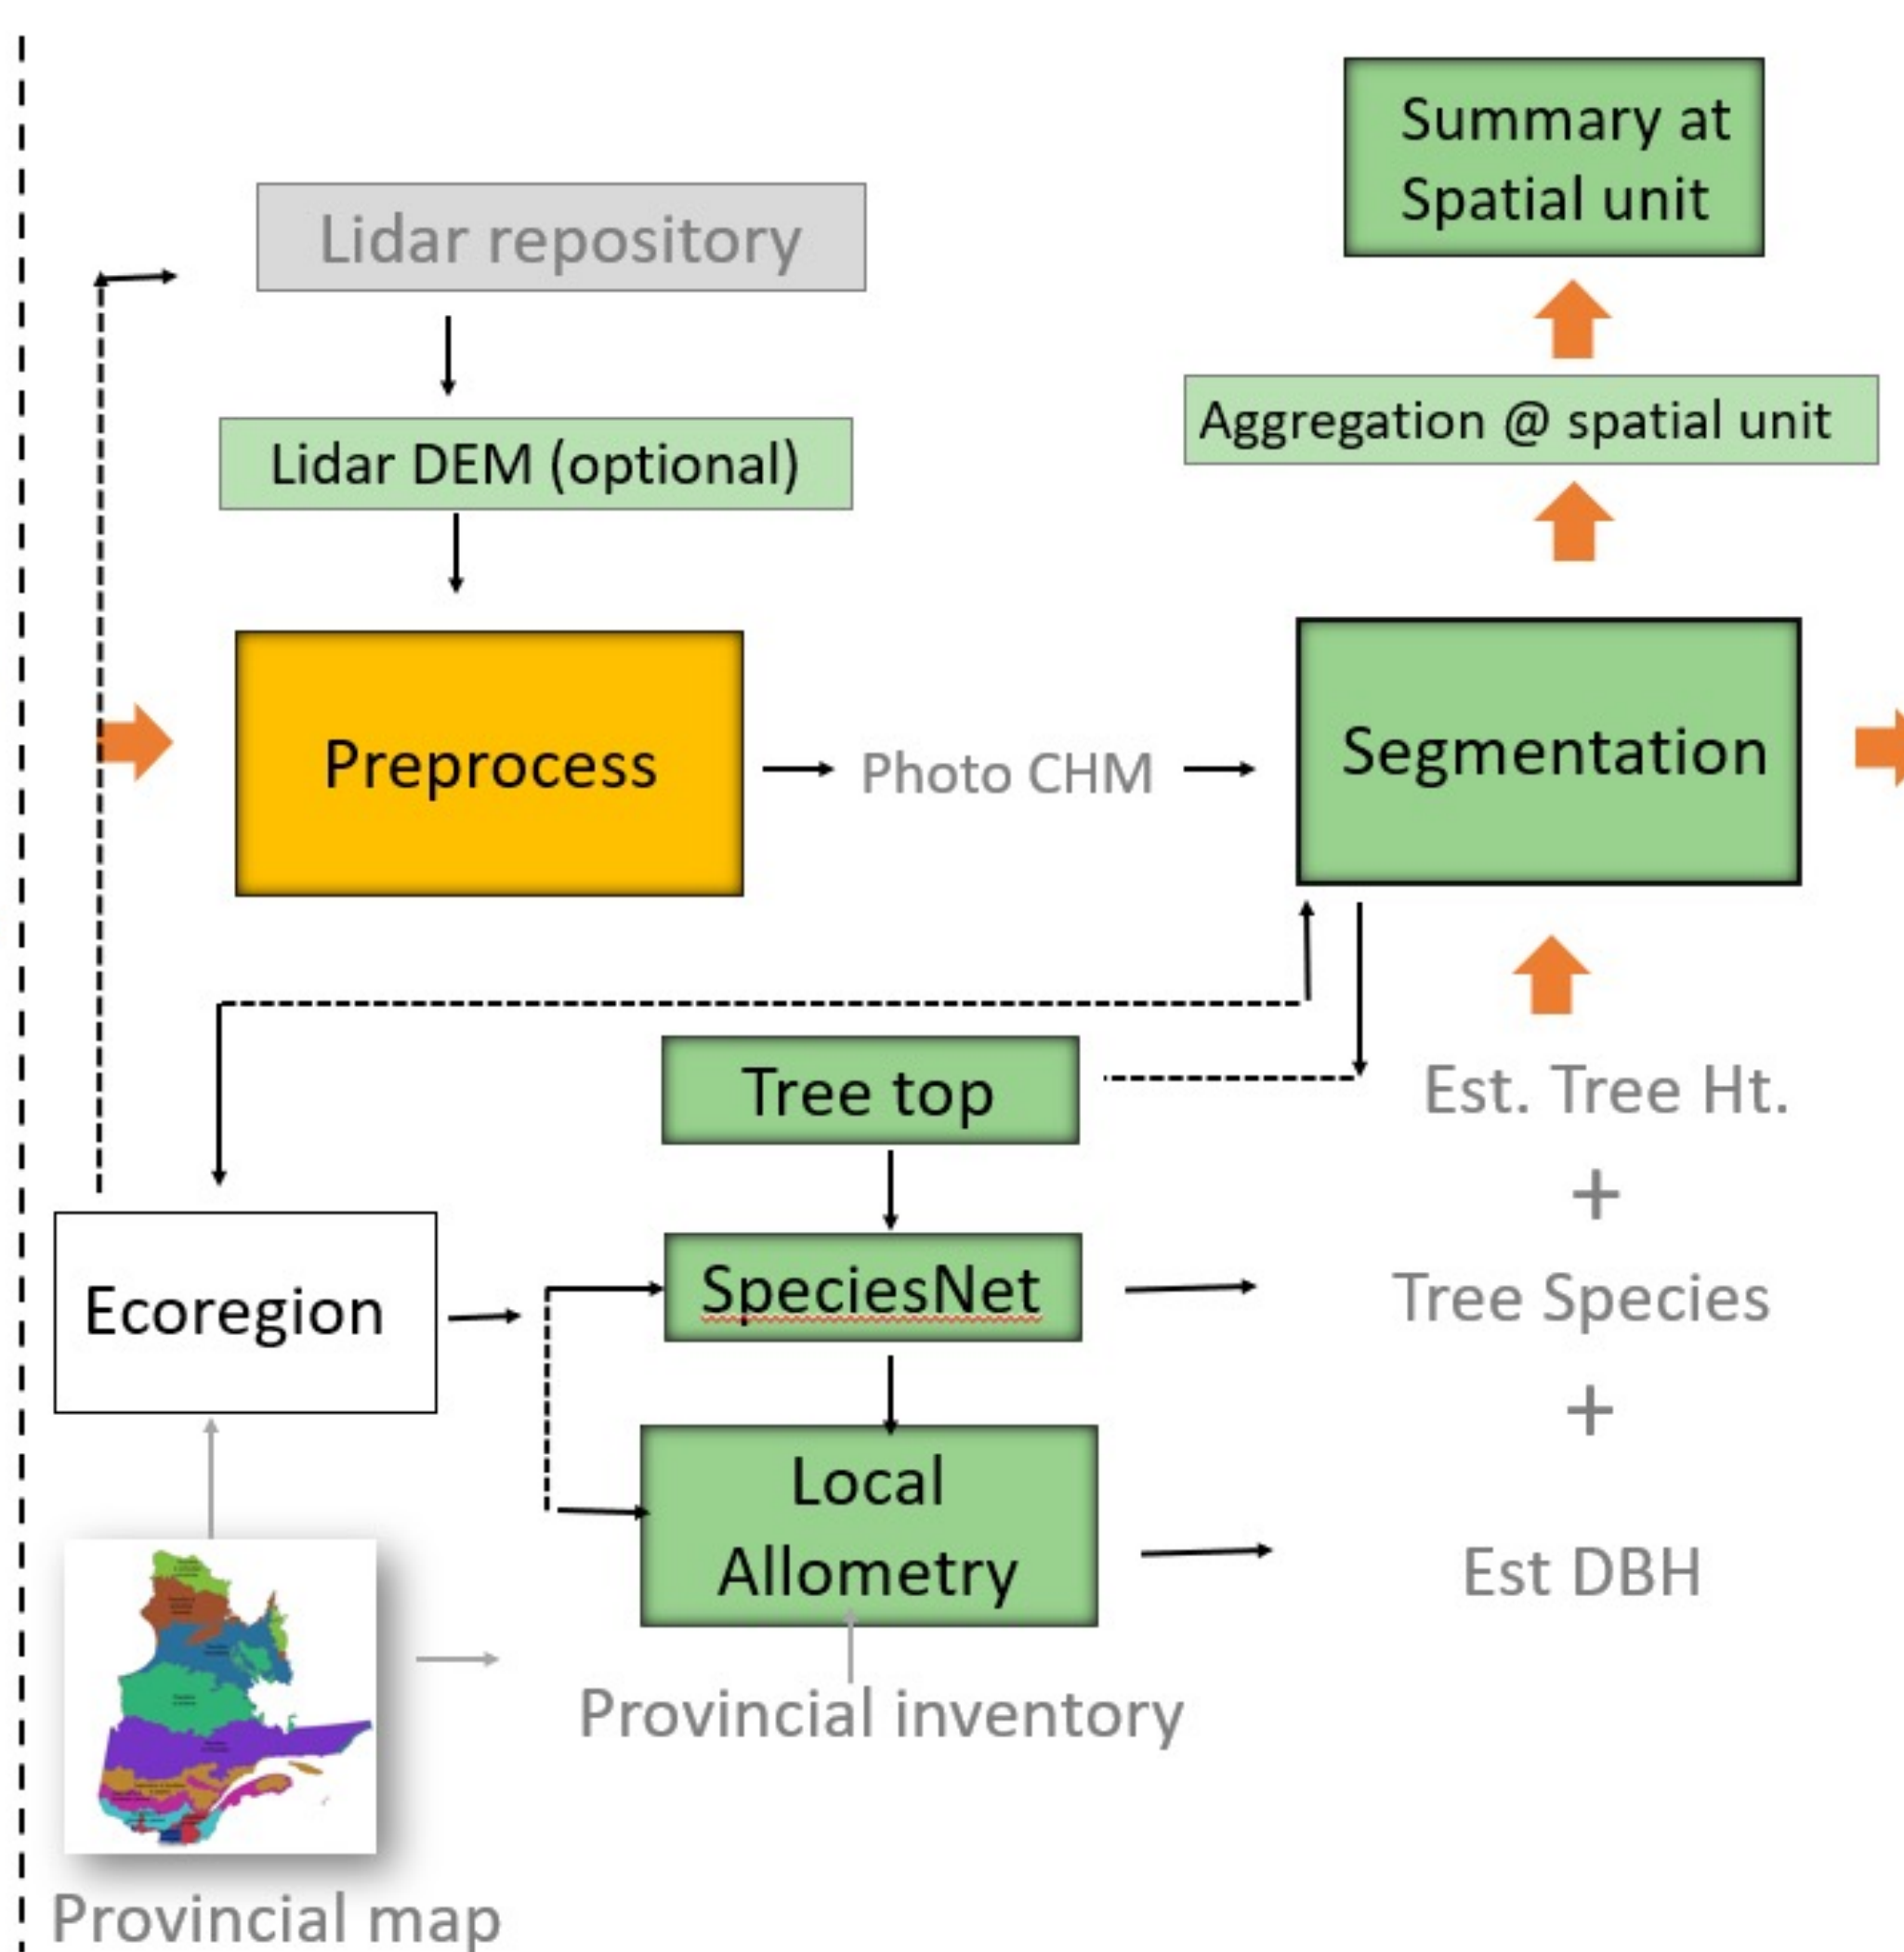 Summary at
Spatial unit
Lidar repository
Aggregation @ spatial unit
Lidar DEM (optional)
Preprocess
Photo CHM
Segmentation
Tree top
Est. Tree Ht.
+
Ecoregion
SpeciesNet
Tree Species
+
Local
Allometry
Est DBH
Provincial inventory
Provincial map